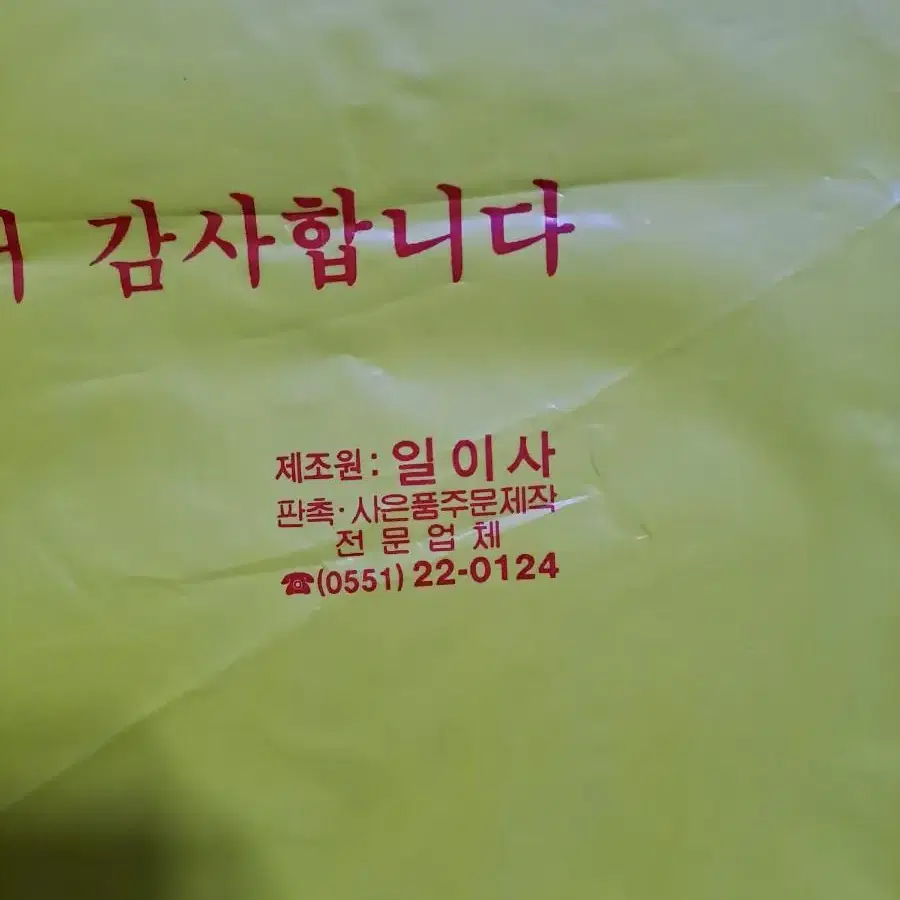 감사합니다
제조원: 일이사
판촉·사은품주문제작
전문업체
☎(0551) 22-0124